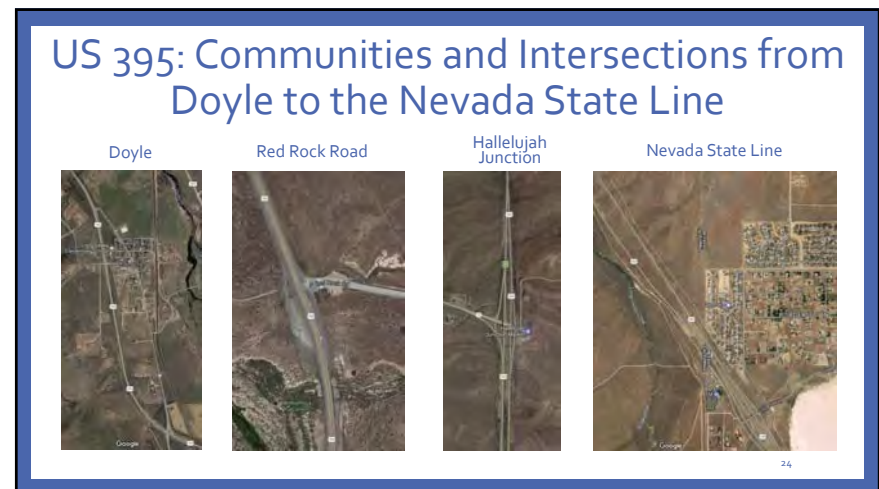 US 395: Communities and Intersections from
Doyle to the Nevada State Line
Doyle
Red Rock Road
Hallelujah
Junction
Nevada State Line
Google
Google
24